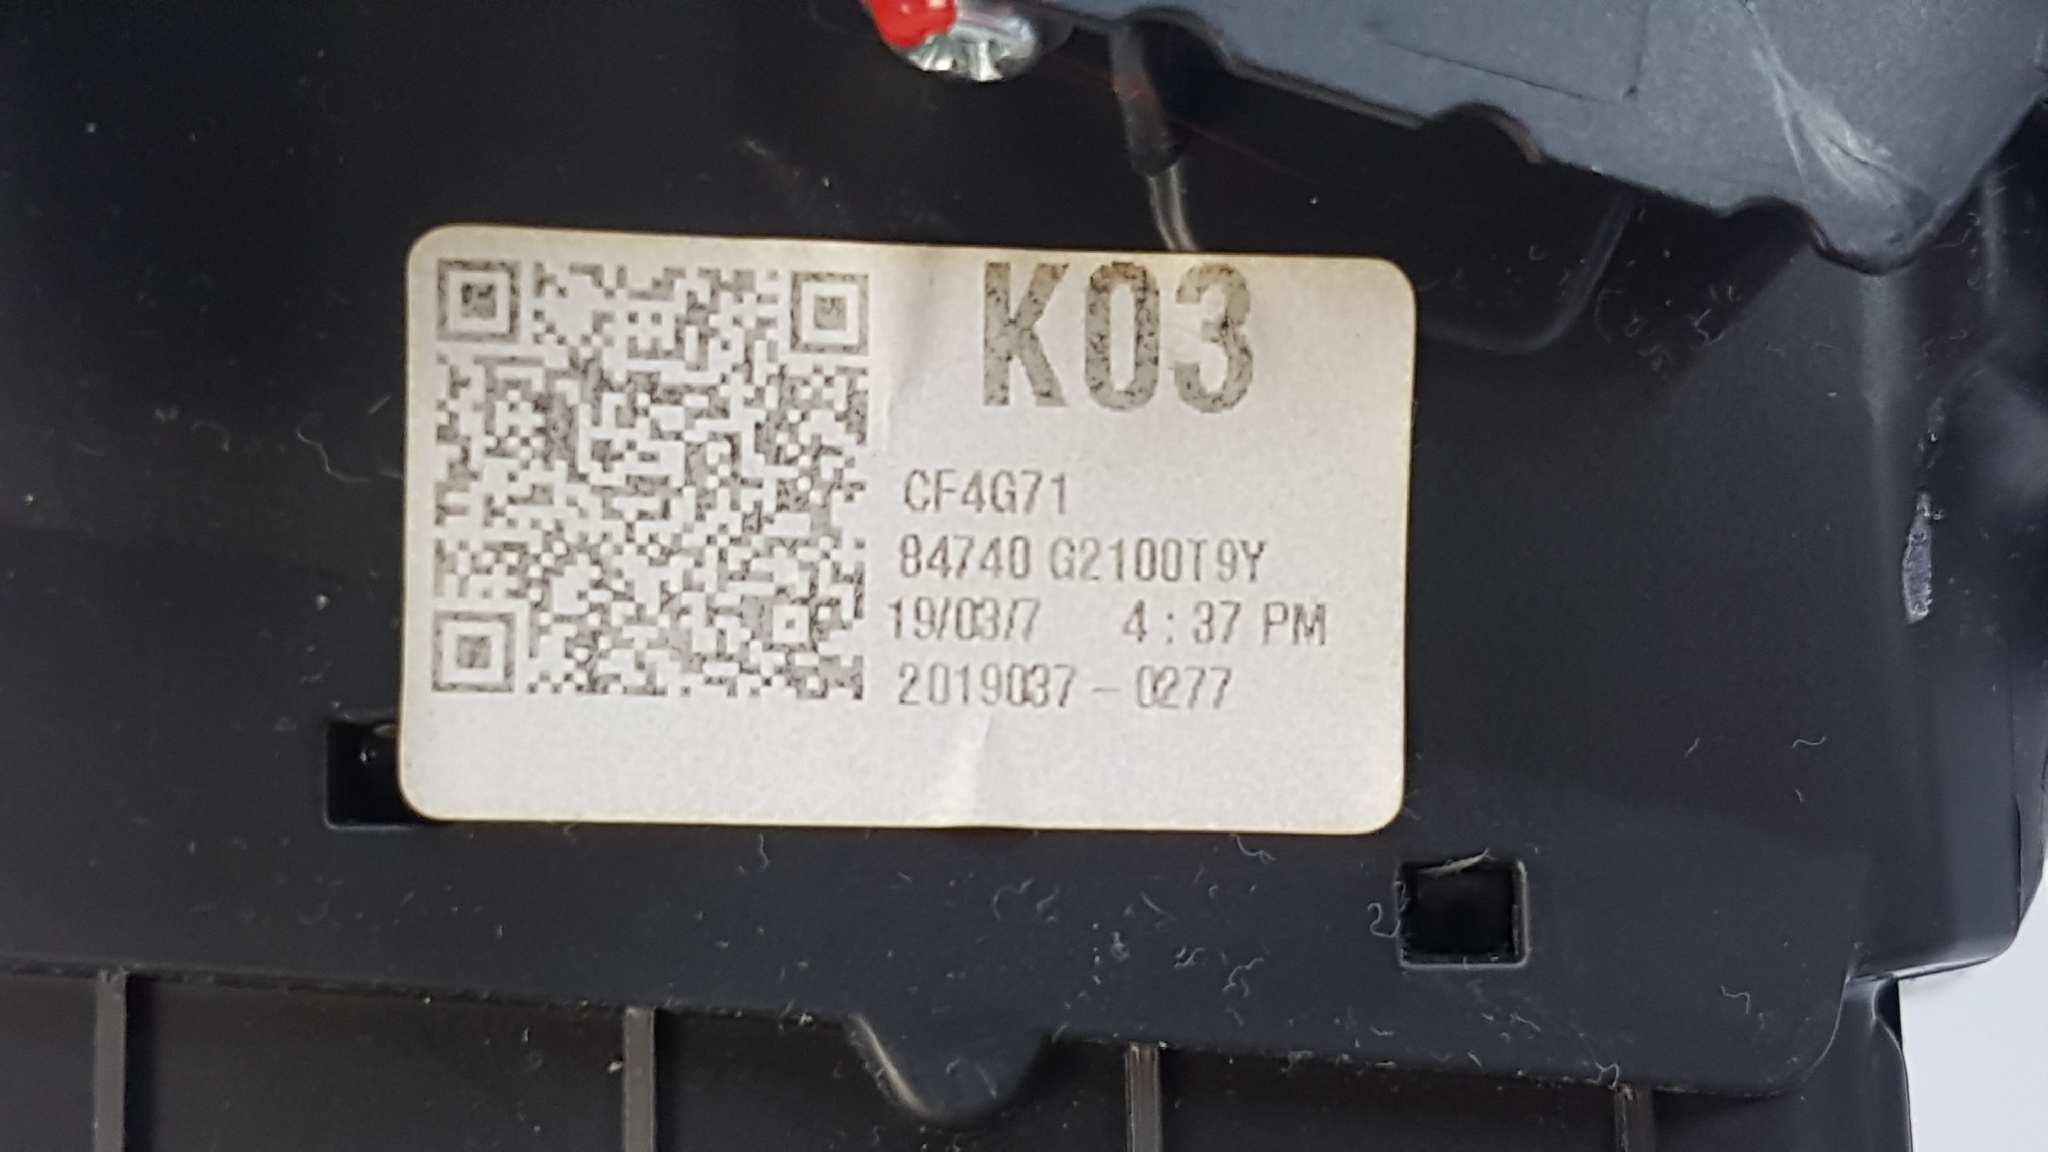 K03
CF4G71
84740 G2100T9Y
19/03/7 4 : 37 PM
2019037 - 0277